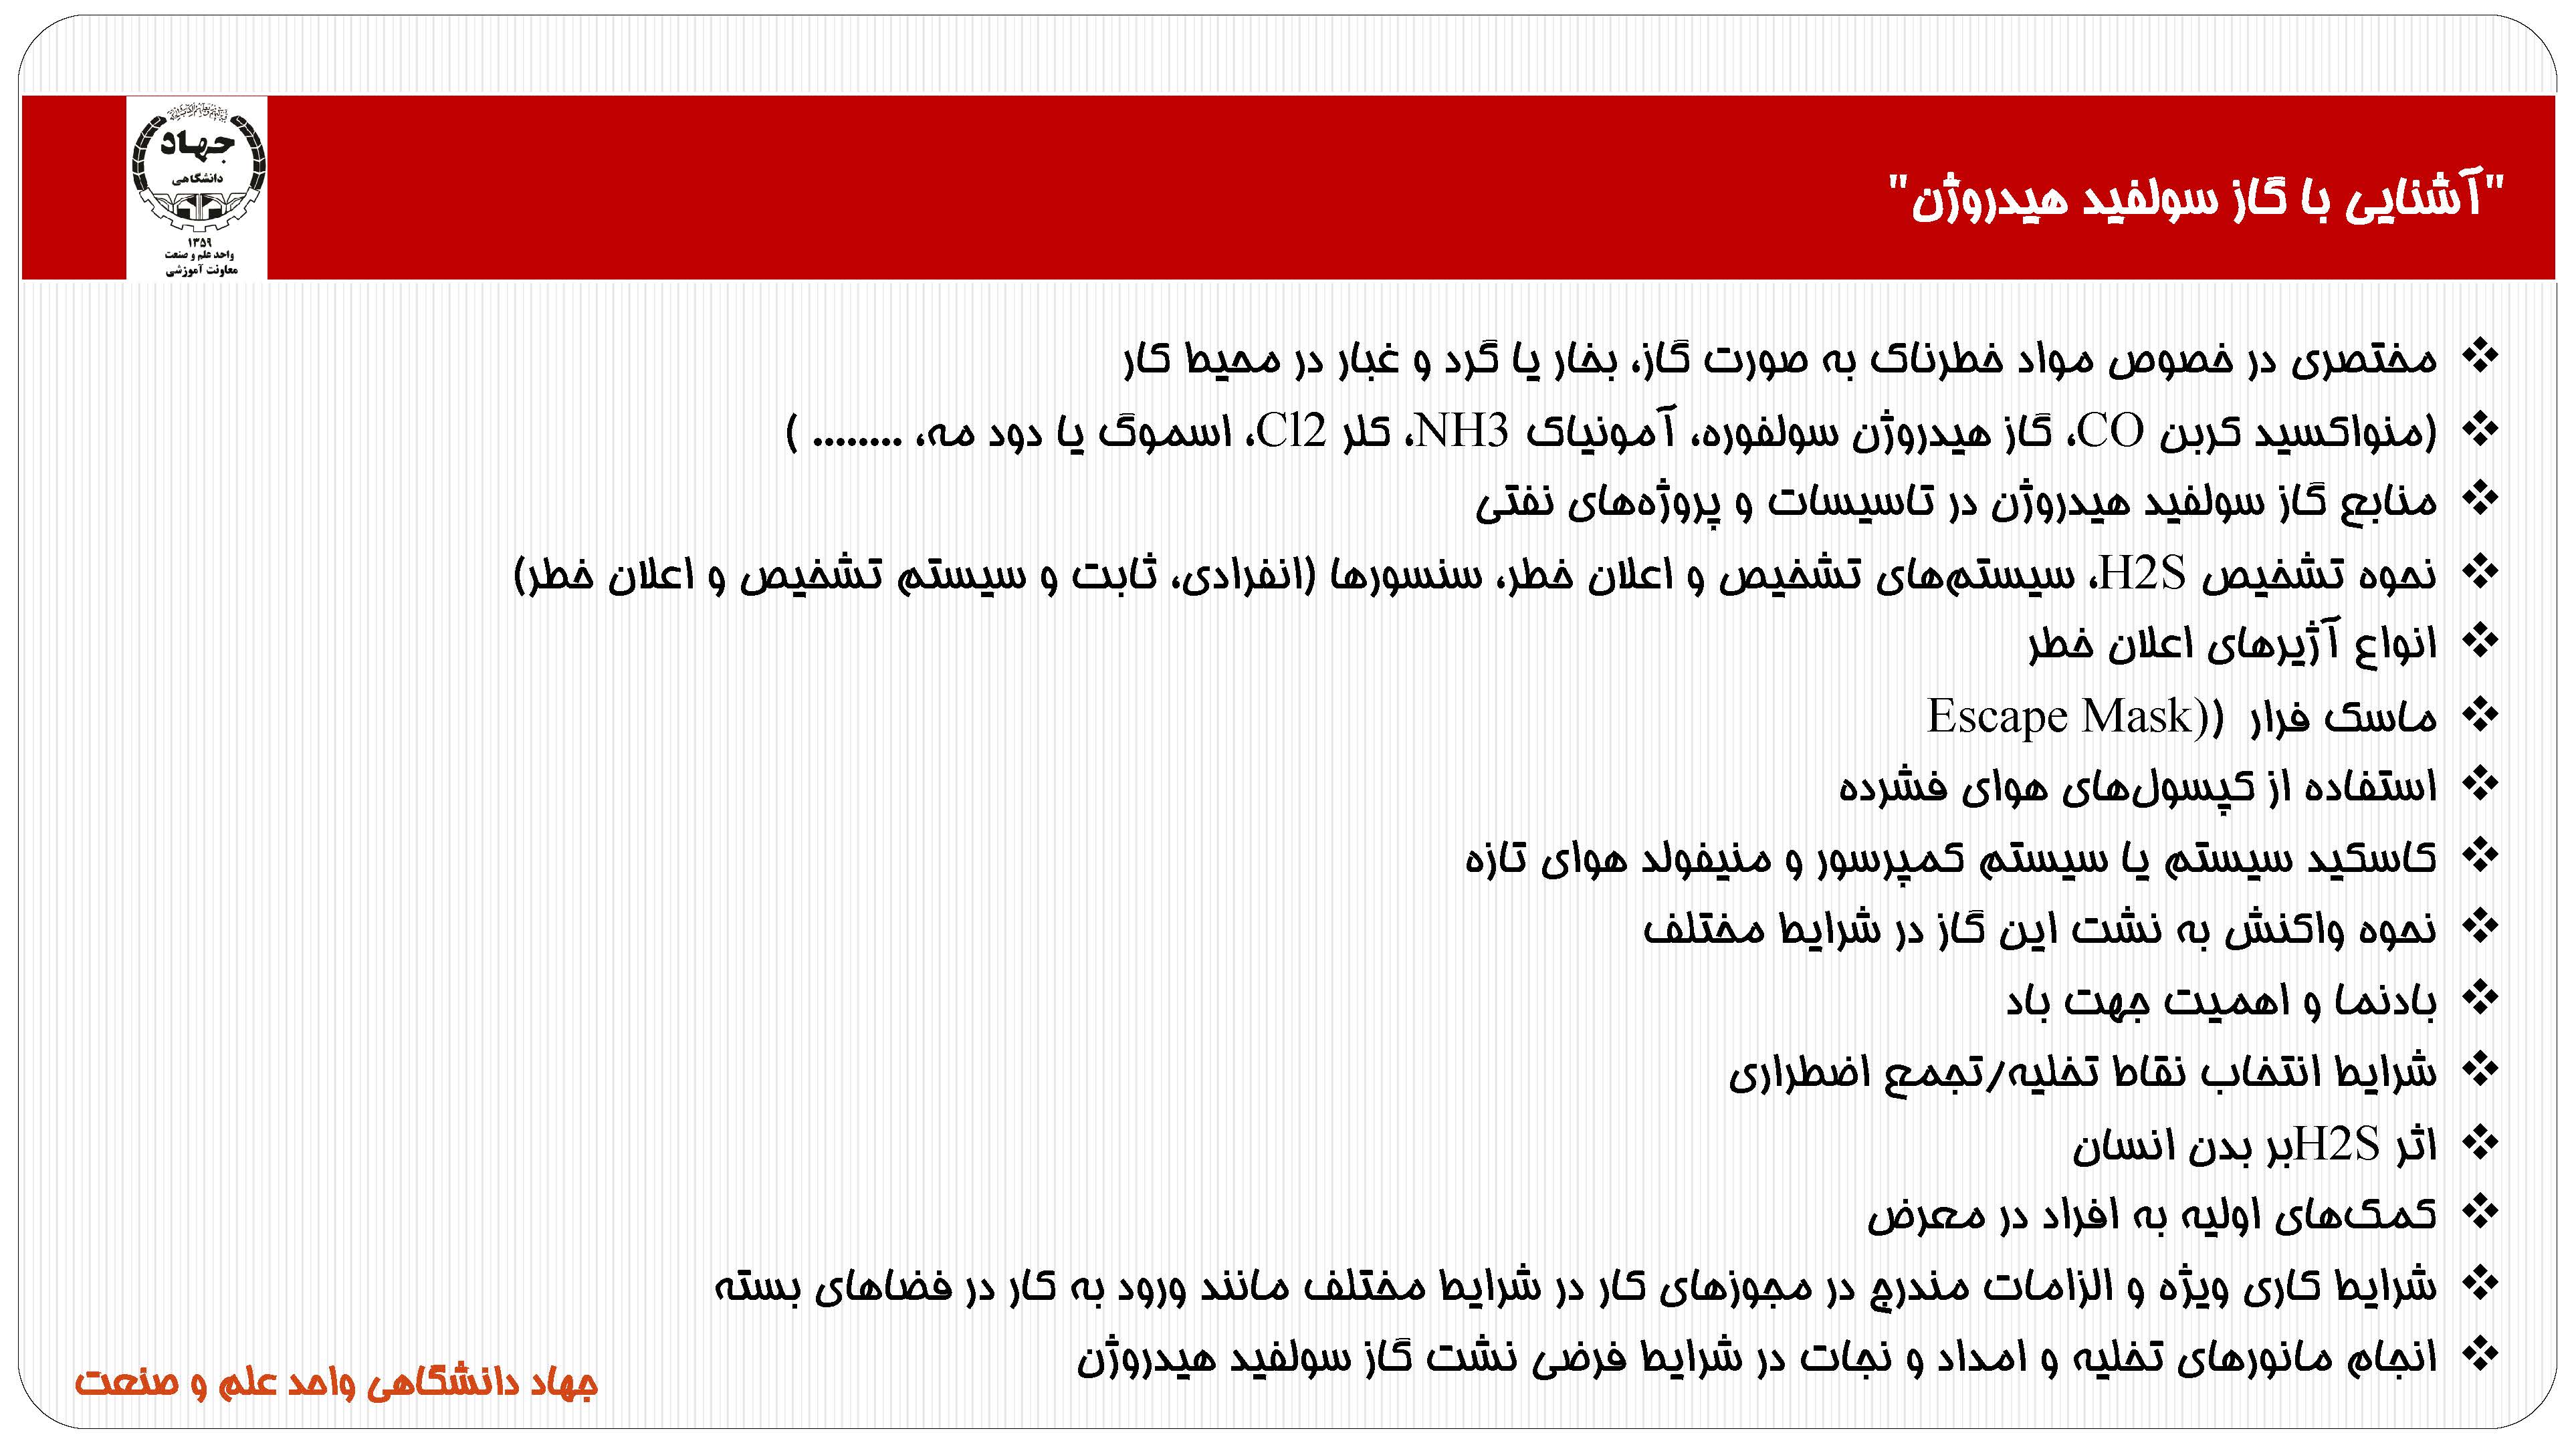 جهاد
دانشگاهی
۱۳۵۹
واحد علم و صنعت
معاونت آموزشی
"آشنایی با گاز سولفید هیدروژن"
❖ مختصری در خصوص مواد خطرناک به صورت گاز، بخار یا گرد و غبار در محیط کار
❖ (منواکسید کربن CO، گاز هیدروژن سولفوره، آمونیاک NH3، کلر Cl2، اسموگ یا دود مه، ........ )
❖ منابع گاز سولفید هیدروژن در تاسیسات و پروژه‌های نفتی
❖ نحوه تشخیص H2S، سیستم‌های تشخیص و اعلان خطر، سنسورها (انفرادی، ثابت و سیستم تشخیص و اعلان خطر)
❖ انواع آژیرهای اعلان خطر
❖ ماسک فرار ((Escape Mask
❖ استفاده از کپسول‌های هوای فشرده
❖ کاسکید سیستم یا سیستم کمپرسور و منیفولد هوای تازه
❖ نحوه واکنش به نشت این گاز در شرایط مختلف
❖ بادنما و اهمیت جهت باد
❖ شرایط انتخاب نقاط تخلیه/تجمع اضطراری
❖ اثر H2Sبر بدن انسان
❖ کمک‌های اولیه به افراد در معرض
❖ شرایط کاری ویژه و الزامات مندرج در مجوزهای کار در شرایط مختلف مانند ورود به کار در فضاهای بسته
❖ انجام مانورهای تخلیه و امداد و نجات در شرایط فرضی نشت گاز سولفید هیدروژن
جهاد دانشگاهی واحد علم و صنعت